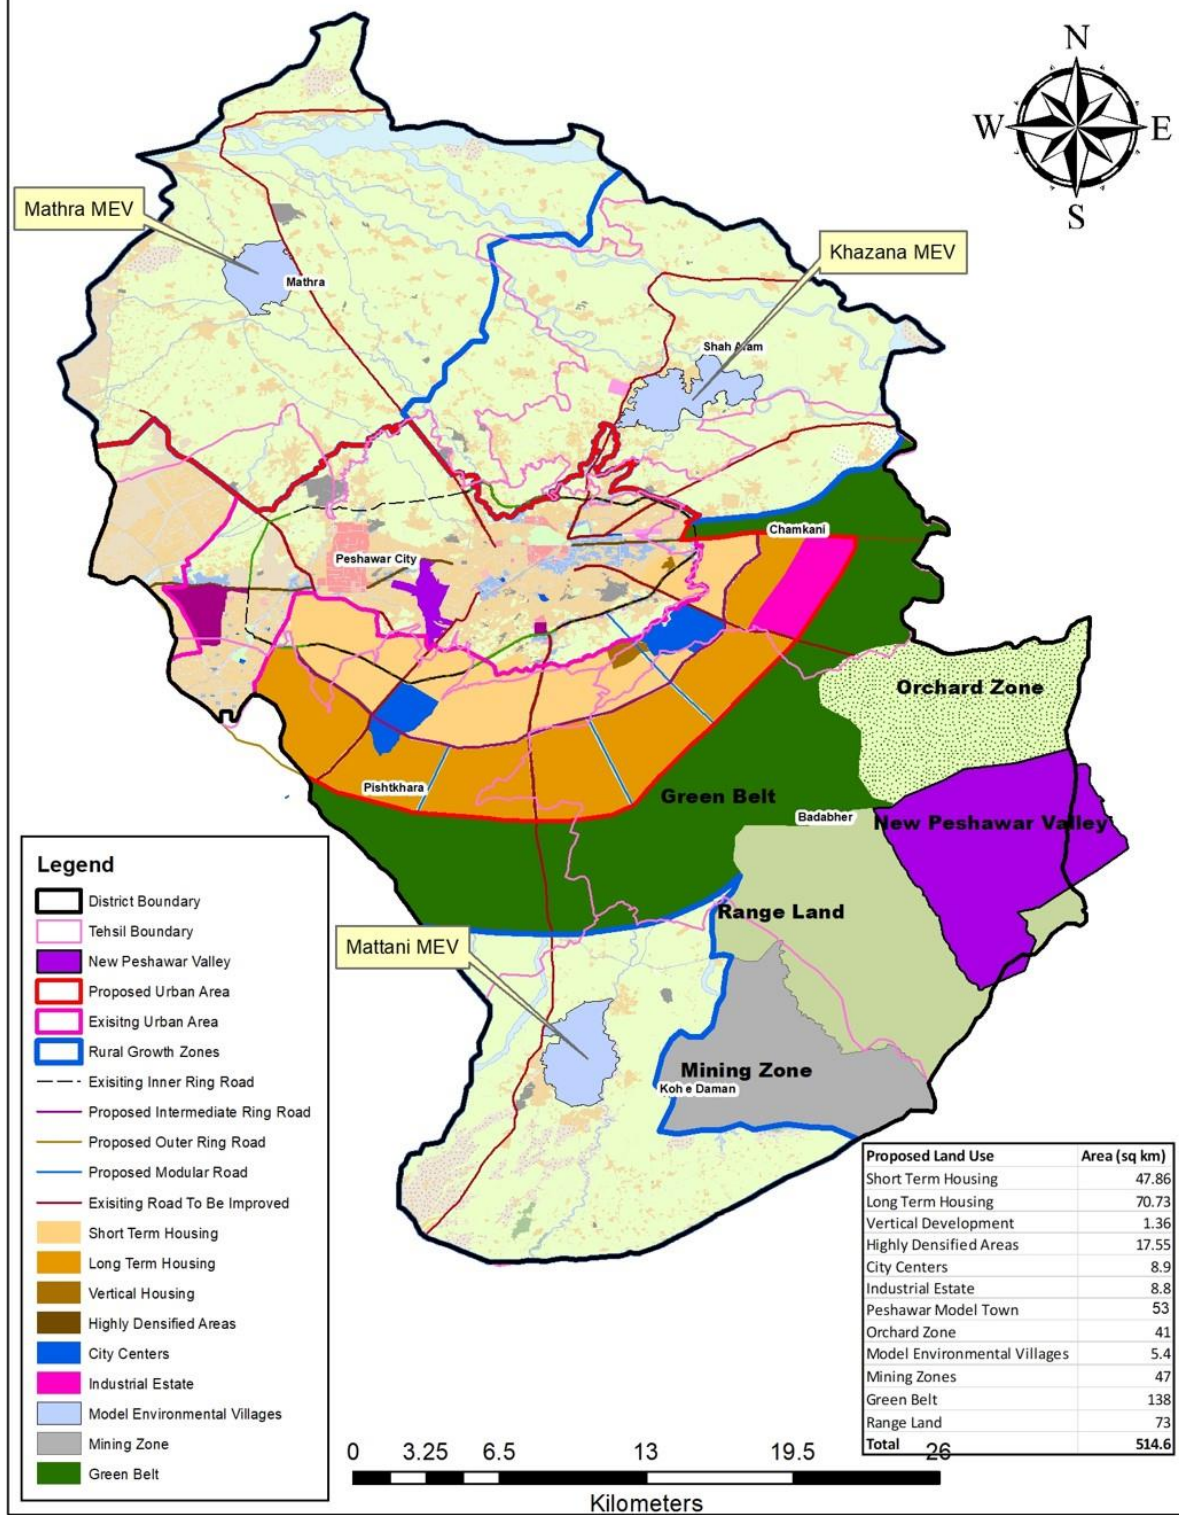 N
W
E
S
Mathra MEV
Khazana MEV
Mathra
Shah Alam
Peshawar City
Chamkani
Orchard Zone
Pishtkhara
Green Belt
Badabher
New Peshawar Valley
Range Land
Mattani MEV
Mining Zone
Koh e Daman
Legend
District Boundary
Tehsil Boundary
New Peshawar Valley
Proposed Urban Area
Exisitng Urban Area
Rural Growth Zones
Exisiting Inner Ring Road
Proposed Intermediate Ring Road
Proposed Outer Ring Road
Proposed Modular Road
Exisiting Road To Be Improved
Short Term Housing
Long Term Housing
Vertical Housing
Highly Densified Areas
City Centers
Industrial Estate
Model Environmental Villages
Mining Zone
Green Belt
Proposed Land Use Area (sq km)
Short Term Housing 47.86
Long Term Housing 70.73
Vertical Development 1.36
Highly Densified Areas 17.55
City Centers 8.9
Industrial Estate 8.8
Peshawar Model Town 53
Orchard Zone 41
Model Environmental Villages 5.4
Mining Zones 47
Green Belt 138
Range Land 73
Total 514.6
0 3.25 6.5 13 19.5 26
Kilometers